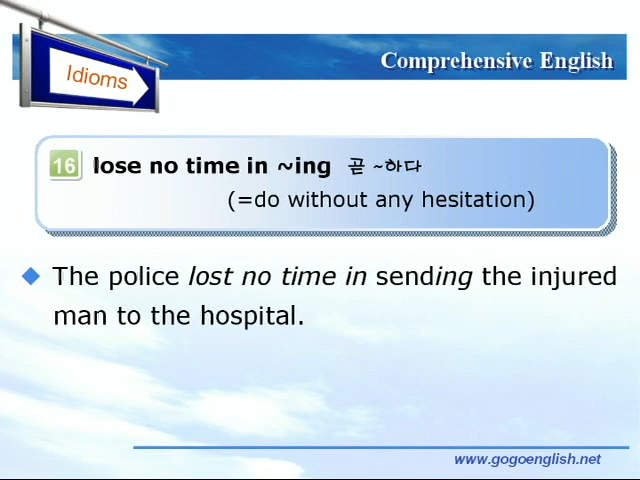 Idioms
Comprehensive English
16 lose no time in ~ing 곧 ~하다
(=do without any hesitation)
The police lost no time in sending the injured
man to the hospital.
www.gogoenglish.net